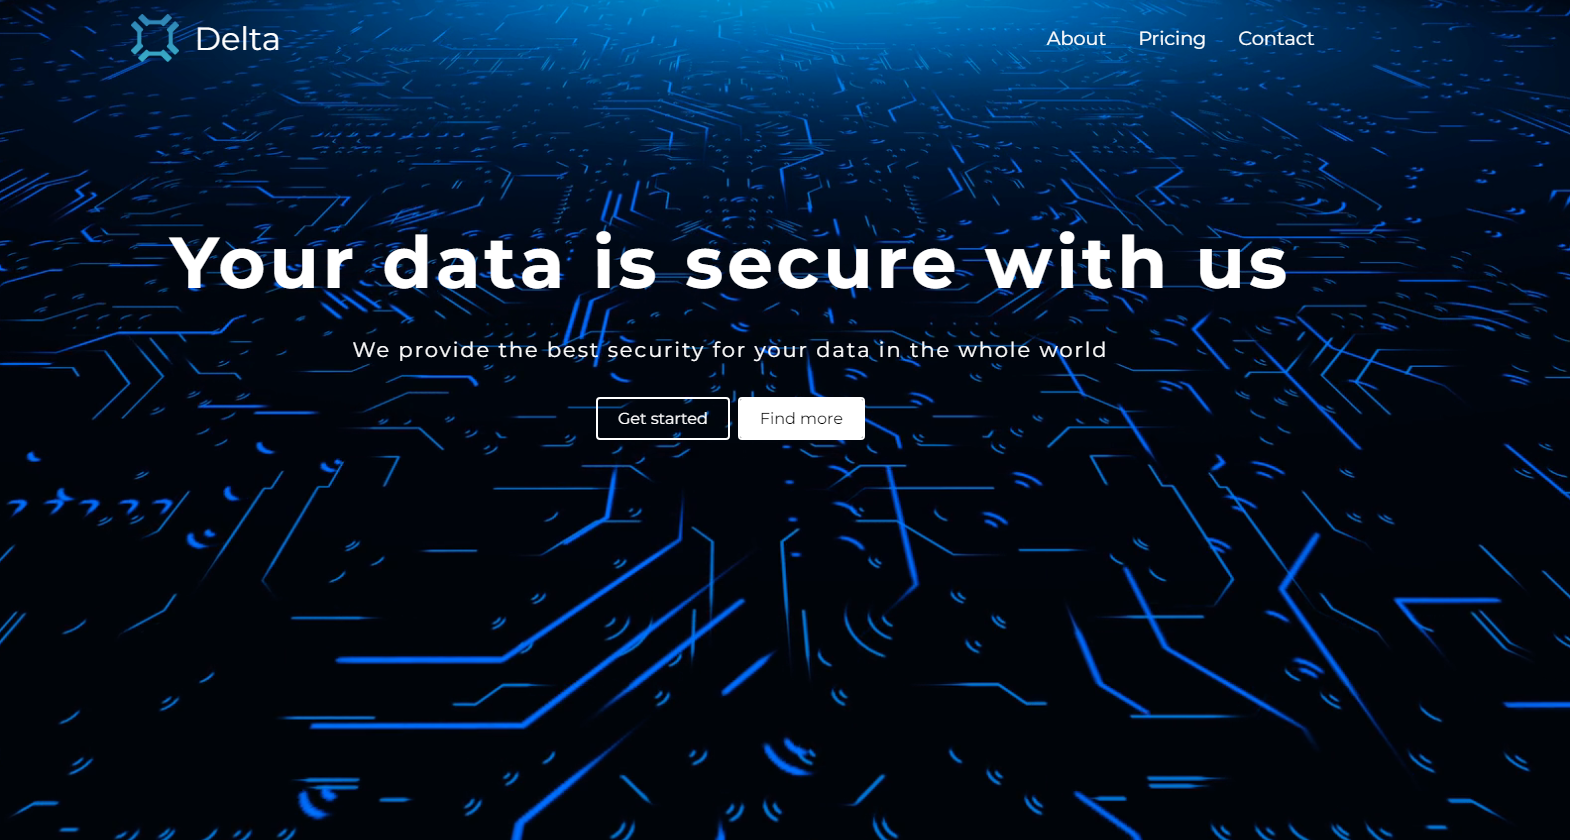 Delta
About Pricing Contact
Your data is secure with us
We provide the best security for your data in the whole world
Get started Find more